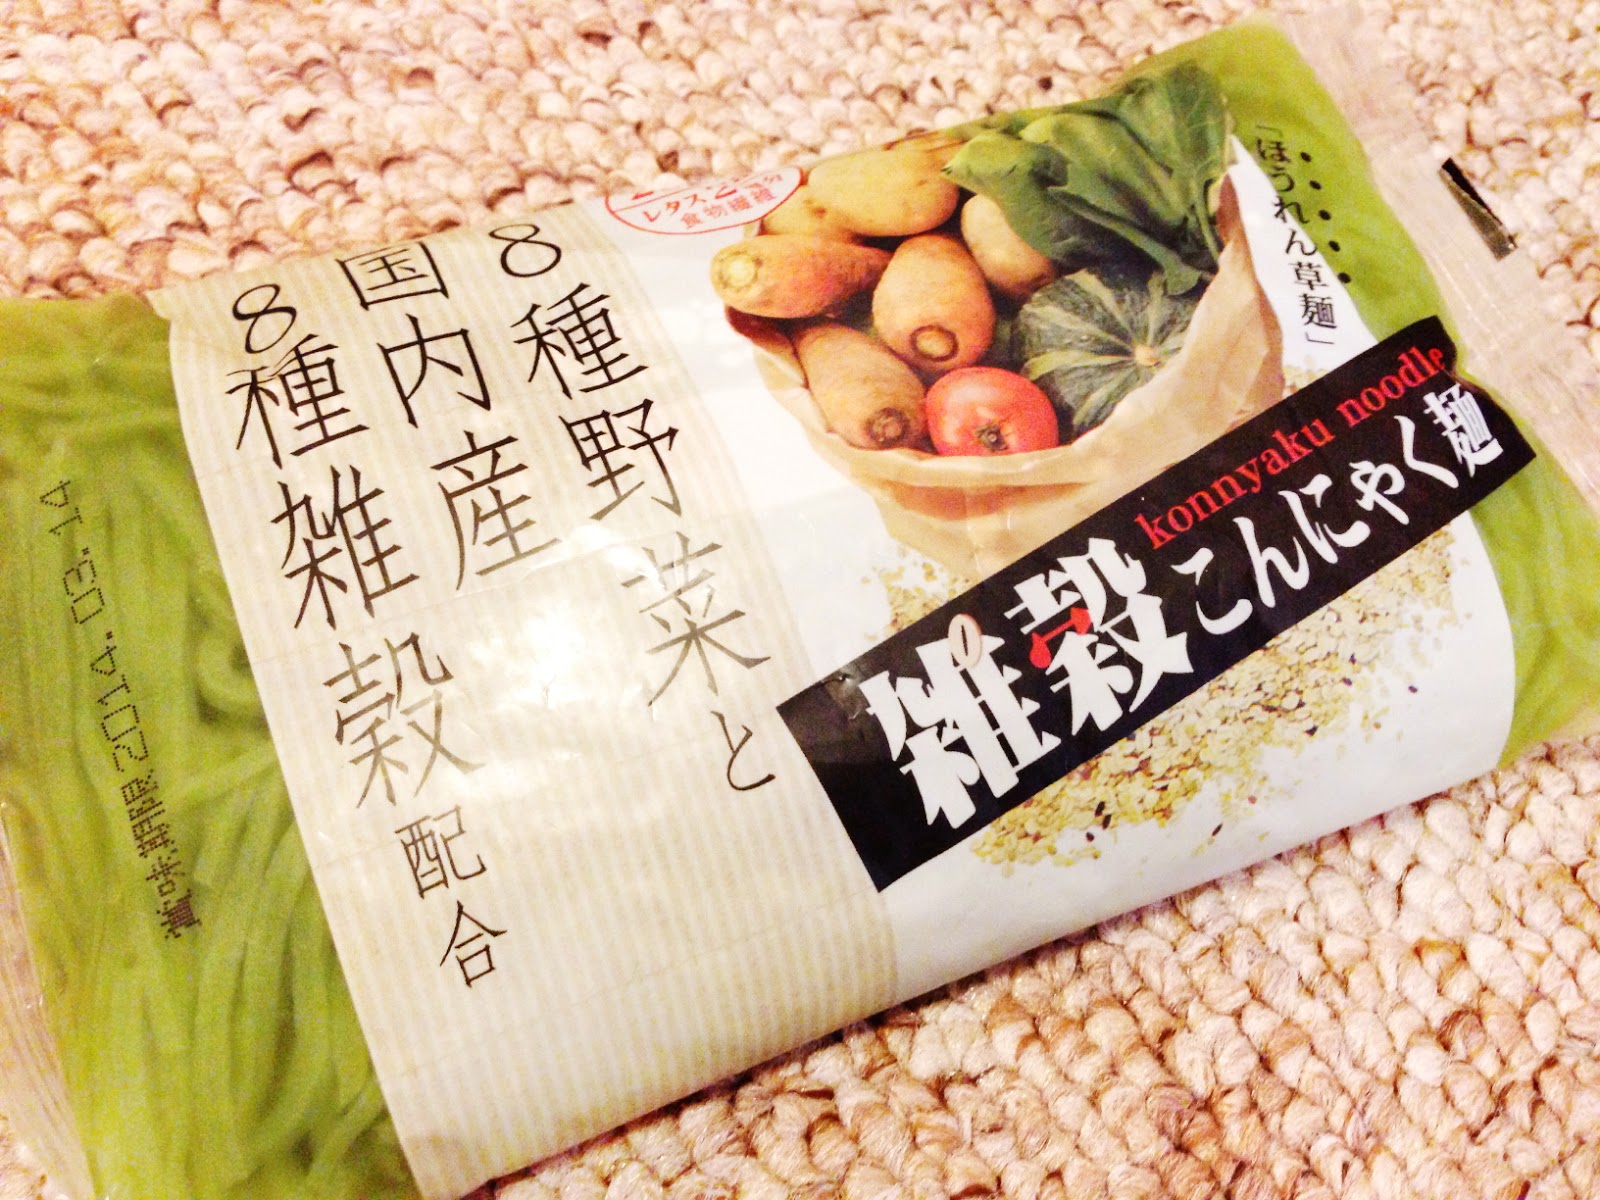 8種野菜と
国内産
8種雑穀配合
レタス
食物繊維
「ほうれん草麺」
konnyaku noodle
雑穀こんにゃく麺
賞味期限2014.03.14